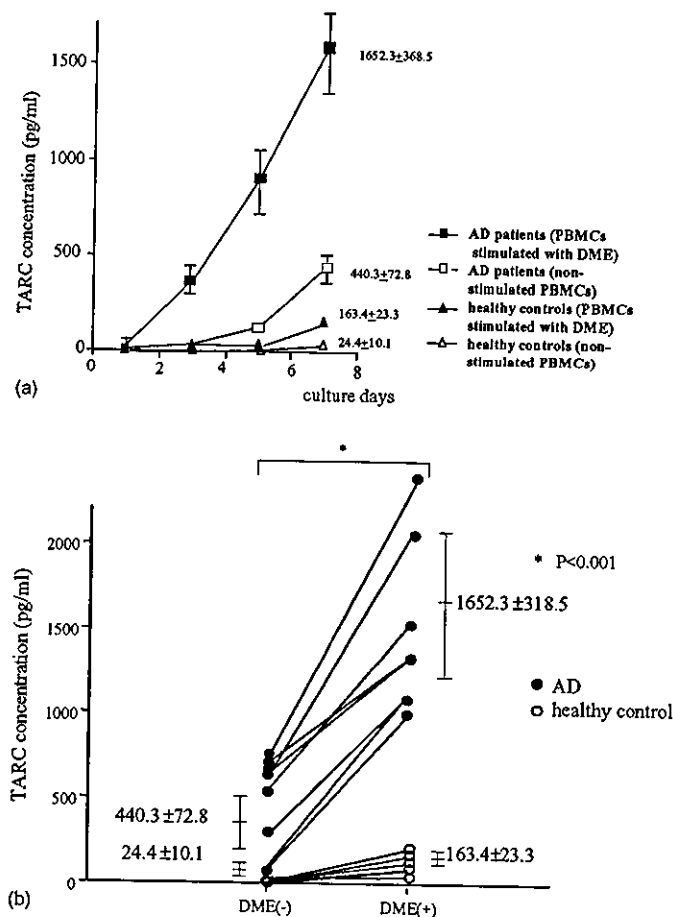 TARC concentration (pg/ml)
1500
1000
500
0
0
2
4
6
8
culture days
1652.3±368.5
440.3±72.8
163.4±23.3
24.4±10.1
AD patients (PBMCs
stimulated with DME)
AD patients (non-
stimulated PBMCs)
healthy controls (PBMCs
stimulated with DME)
healthy controls (non-
stimulated PBMCs)
(a)
*
TARC concentration (pg/ml)
2000
1500
1000
500
0
* P<0.001
1652.3±318.5
AD
healthy control
440.3±72.8
24.4±10.1
163.4±23.3
DME(-)
DME(+)
(b)